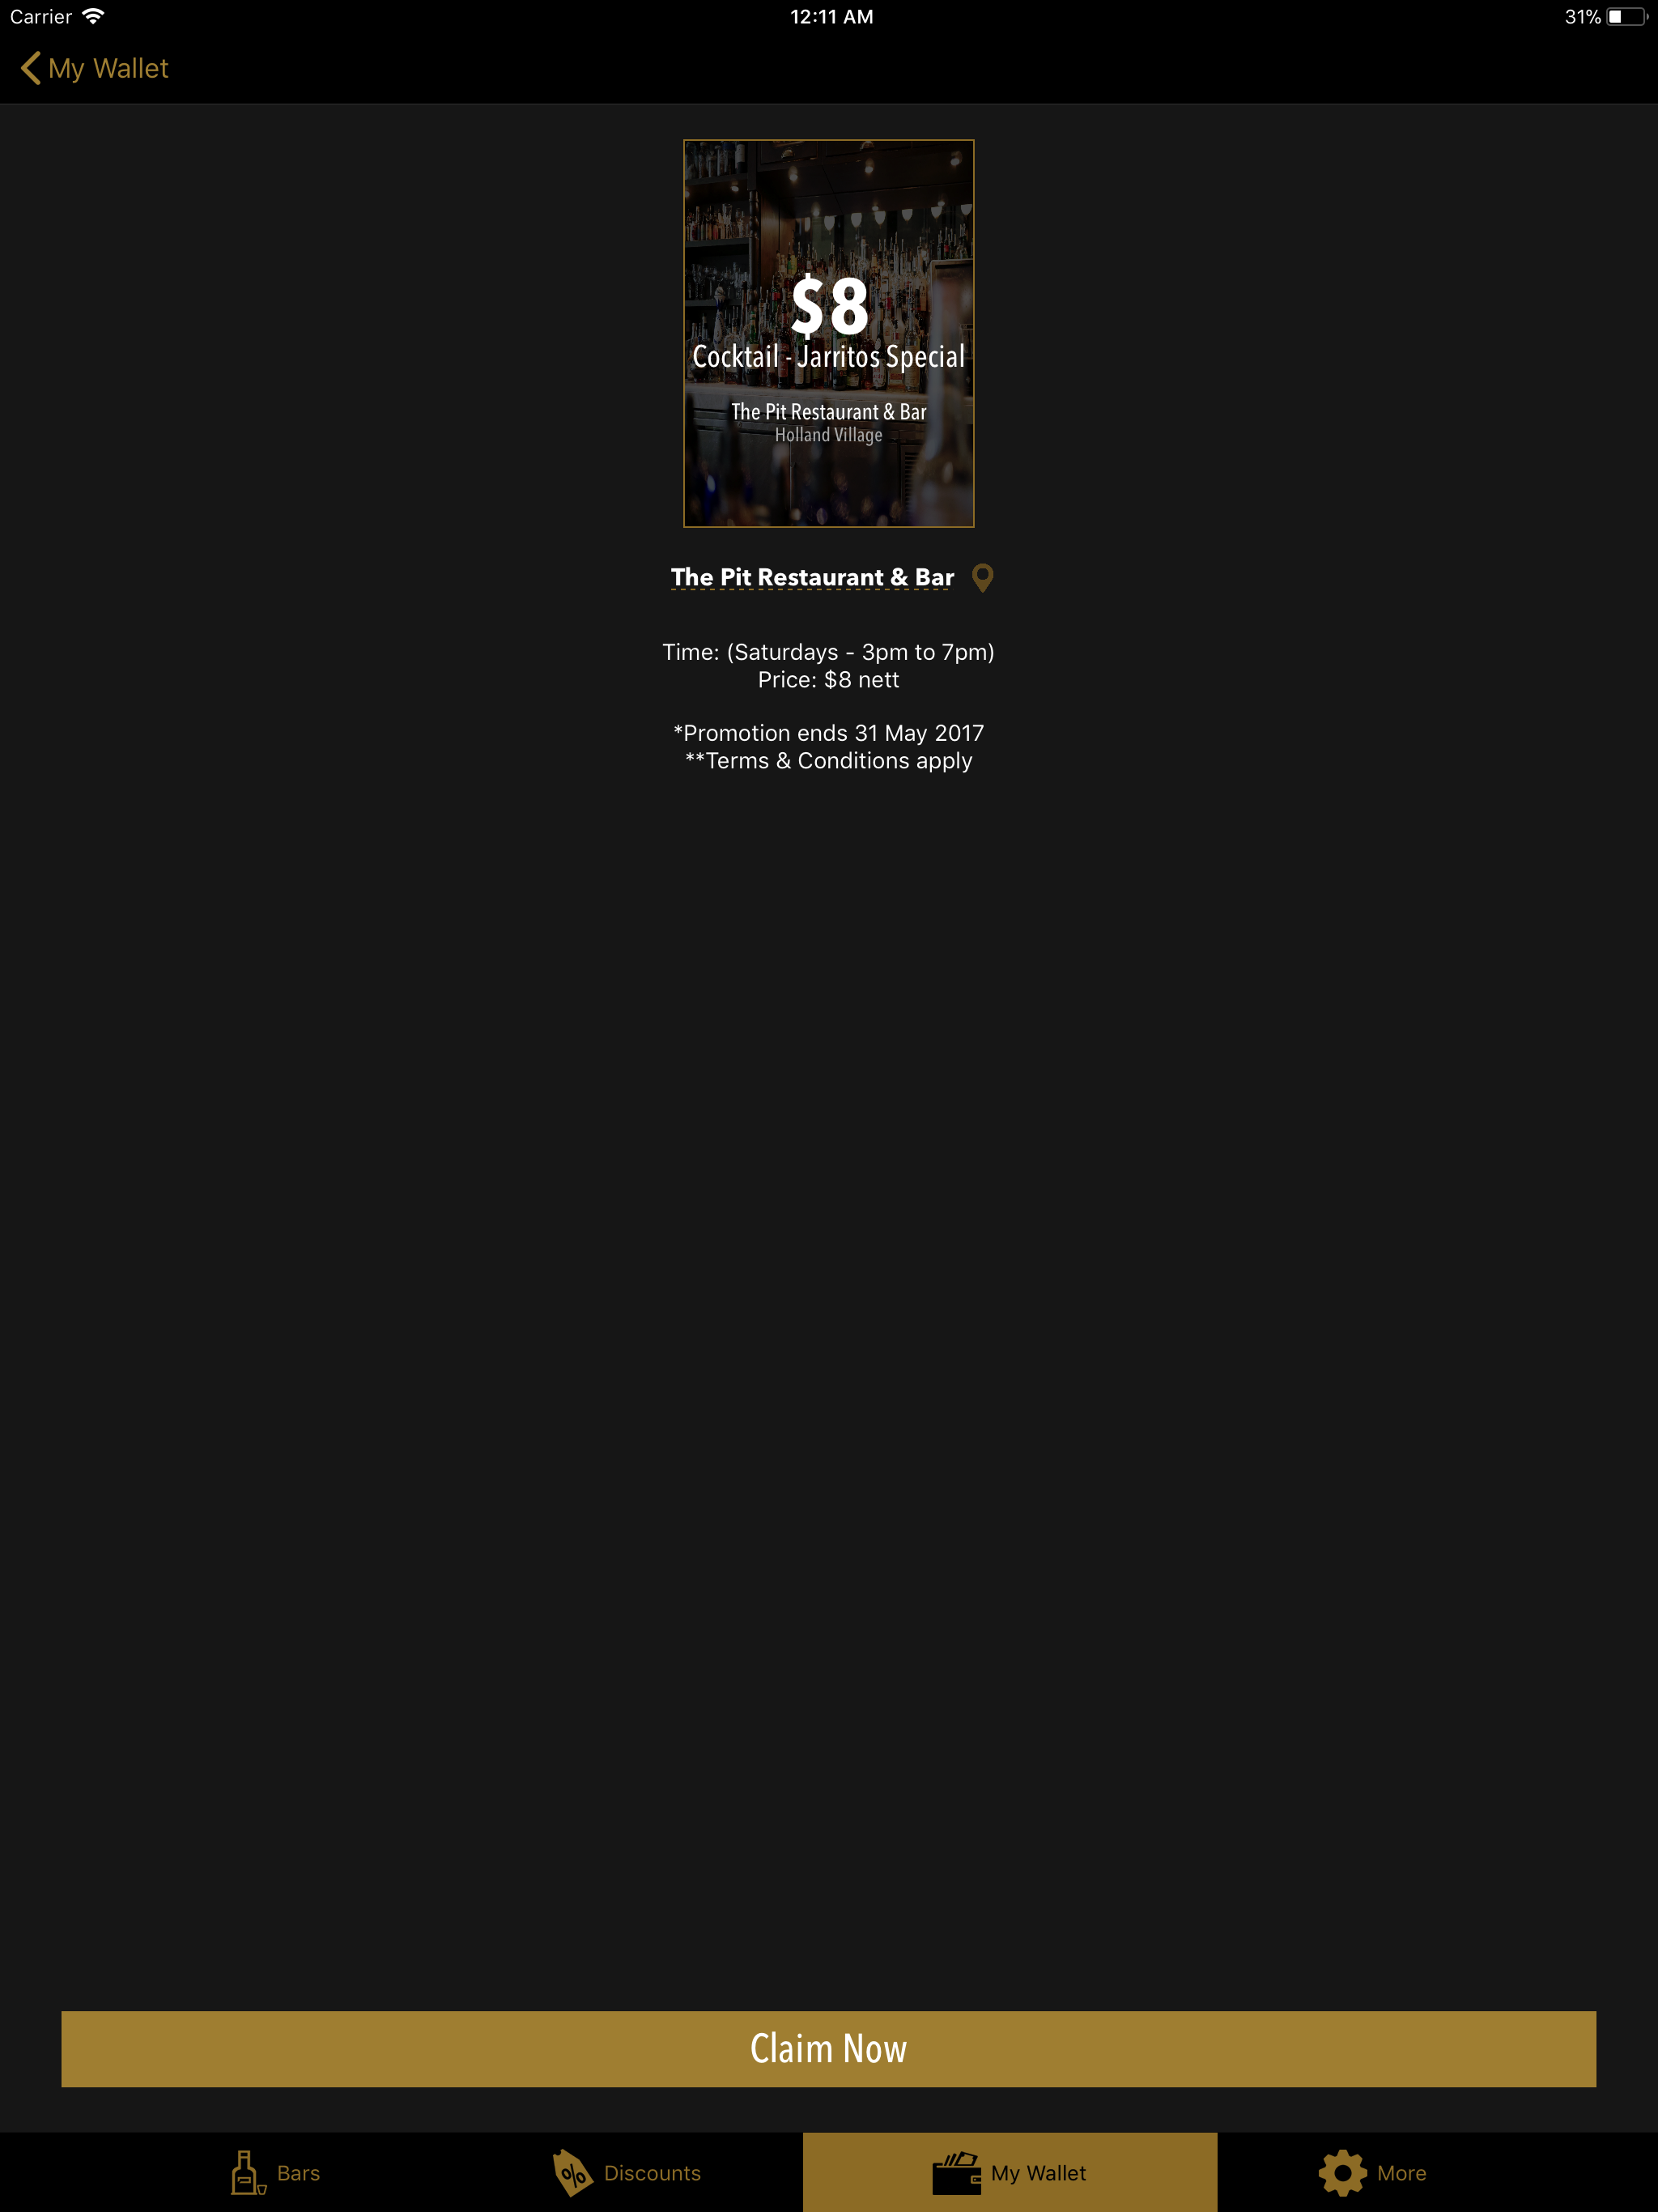 Carrier 12:11 AM 31%
My Wallet
$8
Cocktail - Jarritos Special
The Pit Restaurant & Bar
Holland Village
The Pit Restaurant & Bar
Time: (Saturdays - 3pm to 7pm)
Price: $8 nett
*Promotion ends 31 May 2017
**Terms & Conditions apply
Claim Now
% Bars Discounts My Wallet More